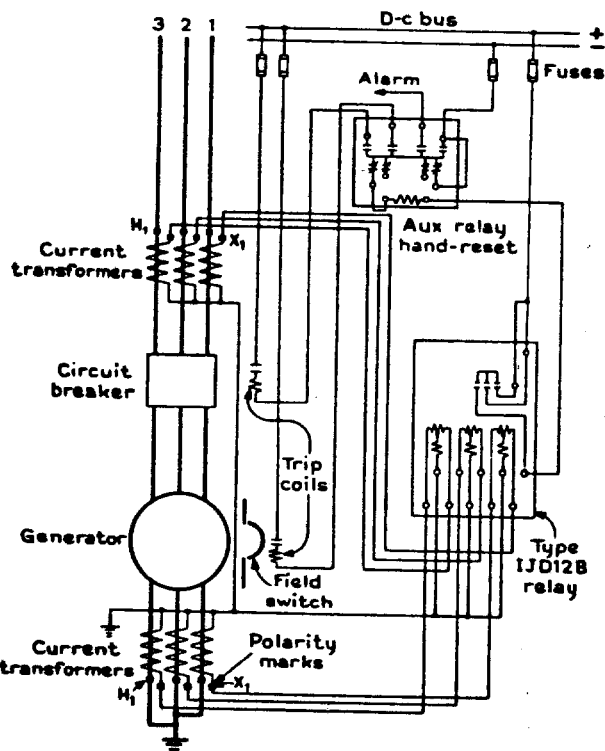 D-c bus
3 2 1
+
−
Fuses
Alarm
Aux relay
hand-reset
H1
X1
Current
transformers
Circuit
breaker
Trip
coils
Generator
Field
switch
Type
IJD12B
relay
Current
transformers
Polarity
marks
H1
X1